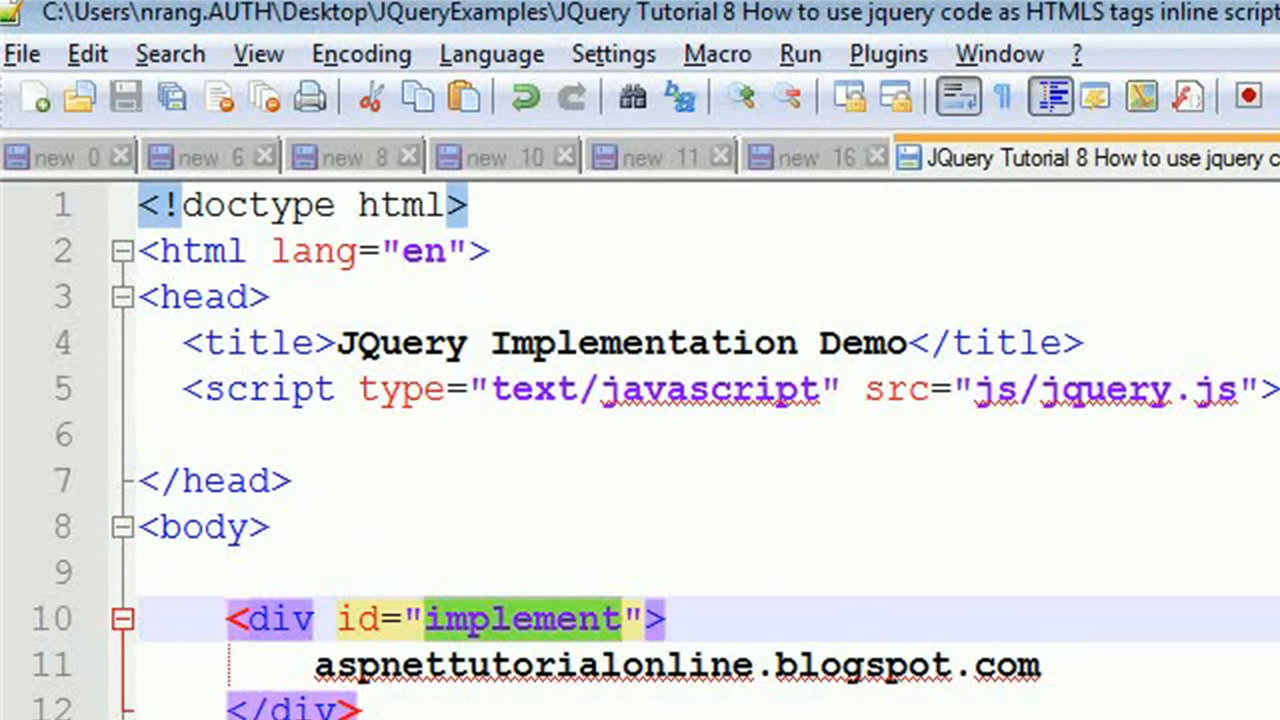 C:\Users\nrang.AUTH\Desktop\JQueryExamples\JQuery Tutorial 8 How to use jquery code as HTMLS tags inline script
File Edit Search View Encoding Language Settings Macro Run Plugins Window ?
new 0 new 6 new 8 new 10 new 11 new 16 JQuery Tutorial 8 How to use jquery c
1 <!doctype html>
2 <html lang="en">
3 <head>
4 <title>JQuery Implementation Demo</title>
5 <script type="text/javascript" src="js/jquery.js">
6
7 </head>
8 <body>
9
10 <div id="implement">
11 aspnettutorialonline.blogspot.com
12 </div>